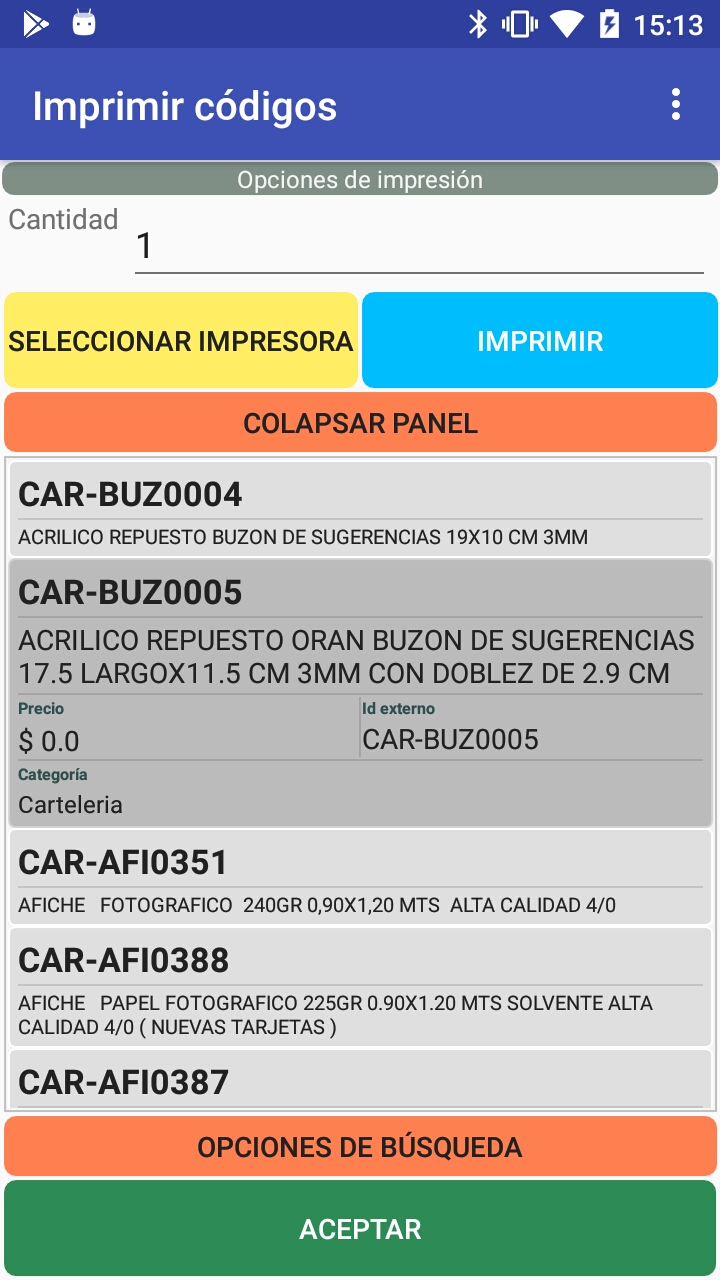 15:13
Imprimir códigos
Opciones de impresión
Cantidad
1
SELECCIONAR IMPRESORA
IMPRIMIR
COLAPSAR PANEL
CAR-BUZ0004
ACRILICO REPUESTO BUZON DE SUGERENCIAS 19X10 CM 3MM
CAR-BUZ0005
ACRILICO REPUESTO ORAN BUZON DE SUGERENCIAS
17.5 LARGOX11.5 CM 3MM CON DOBLEZ DE 2.9 CM
Precio
$ 0.0
Id externo
CAR-BUZ0005
Categoría
Carteleria
CAR-AFI0351
AFICHE FOTOGRAFICO 240GR 0,90X1,20 MTS ALTA CALIDAD 4/0
CAR-AFI0388
AFICHE PAPEL FOTOGRAFICO 225GR 0.90X1.20 MTS SOLVENTE ALTA
CALIDAD 4/0 ( NUEVAS TARJETAS )
CAR-AFI0387
OPCIONES DE BÚSQUEDA
ACEPTAR